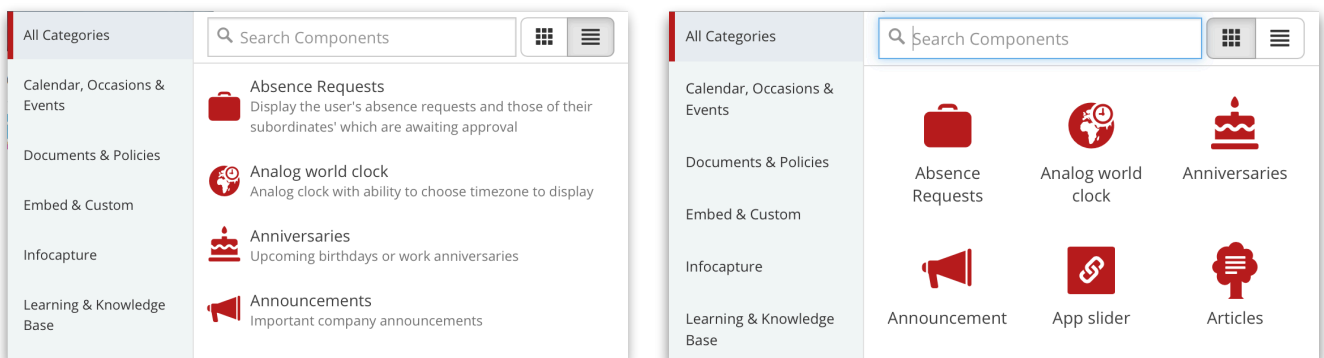 All Categories
Calendar, Occasions &
Events
Documents & Policies
Embed & Custom
Infocapture
Learning & Knowledge
Base
Search Components
Absence Requests
Display the user's absence requests and those of their
subordinates' which are awaiting approval
Analog world clock
Analog clock with ability to choose timezone to display
Anniversaries
Upcoming birthdays or work anniversaries
Announcements
Important company announcements
All Categories
Calendar, Occasions &
Events
Documents & Policies
Embed & Custom
Infocapture
Learning & Knowledge
Base
Search Components
Absence
Requests
Analog world
clock
Anniversaries
Announcement
App slider
Articles